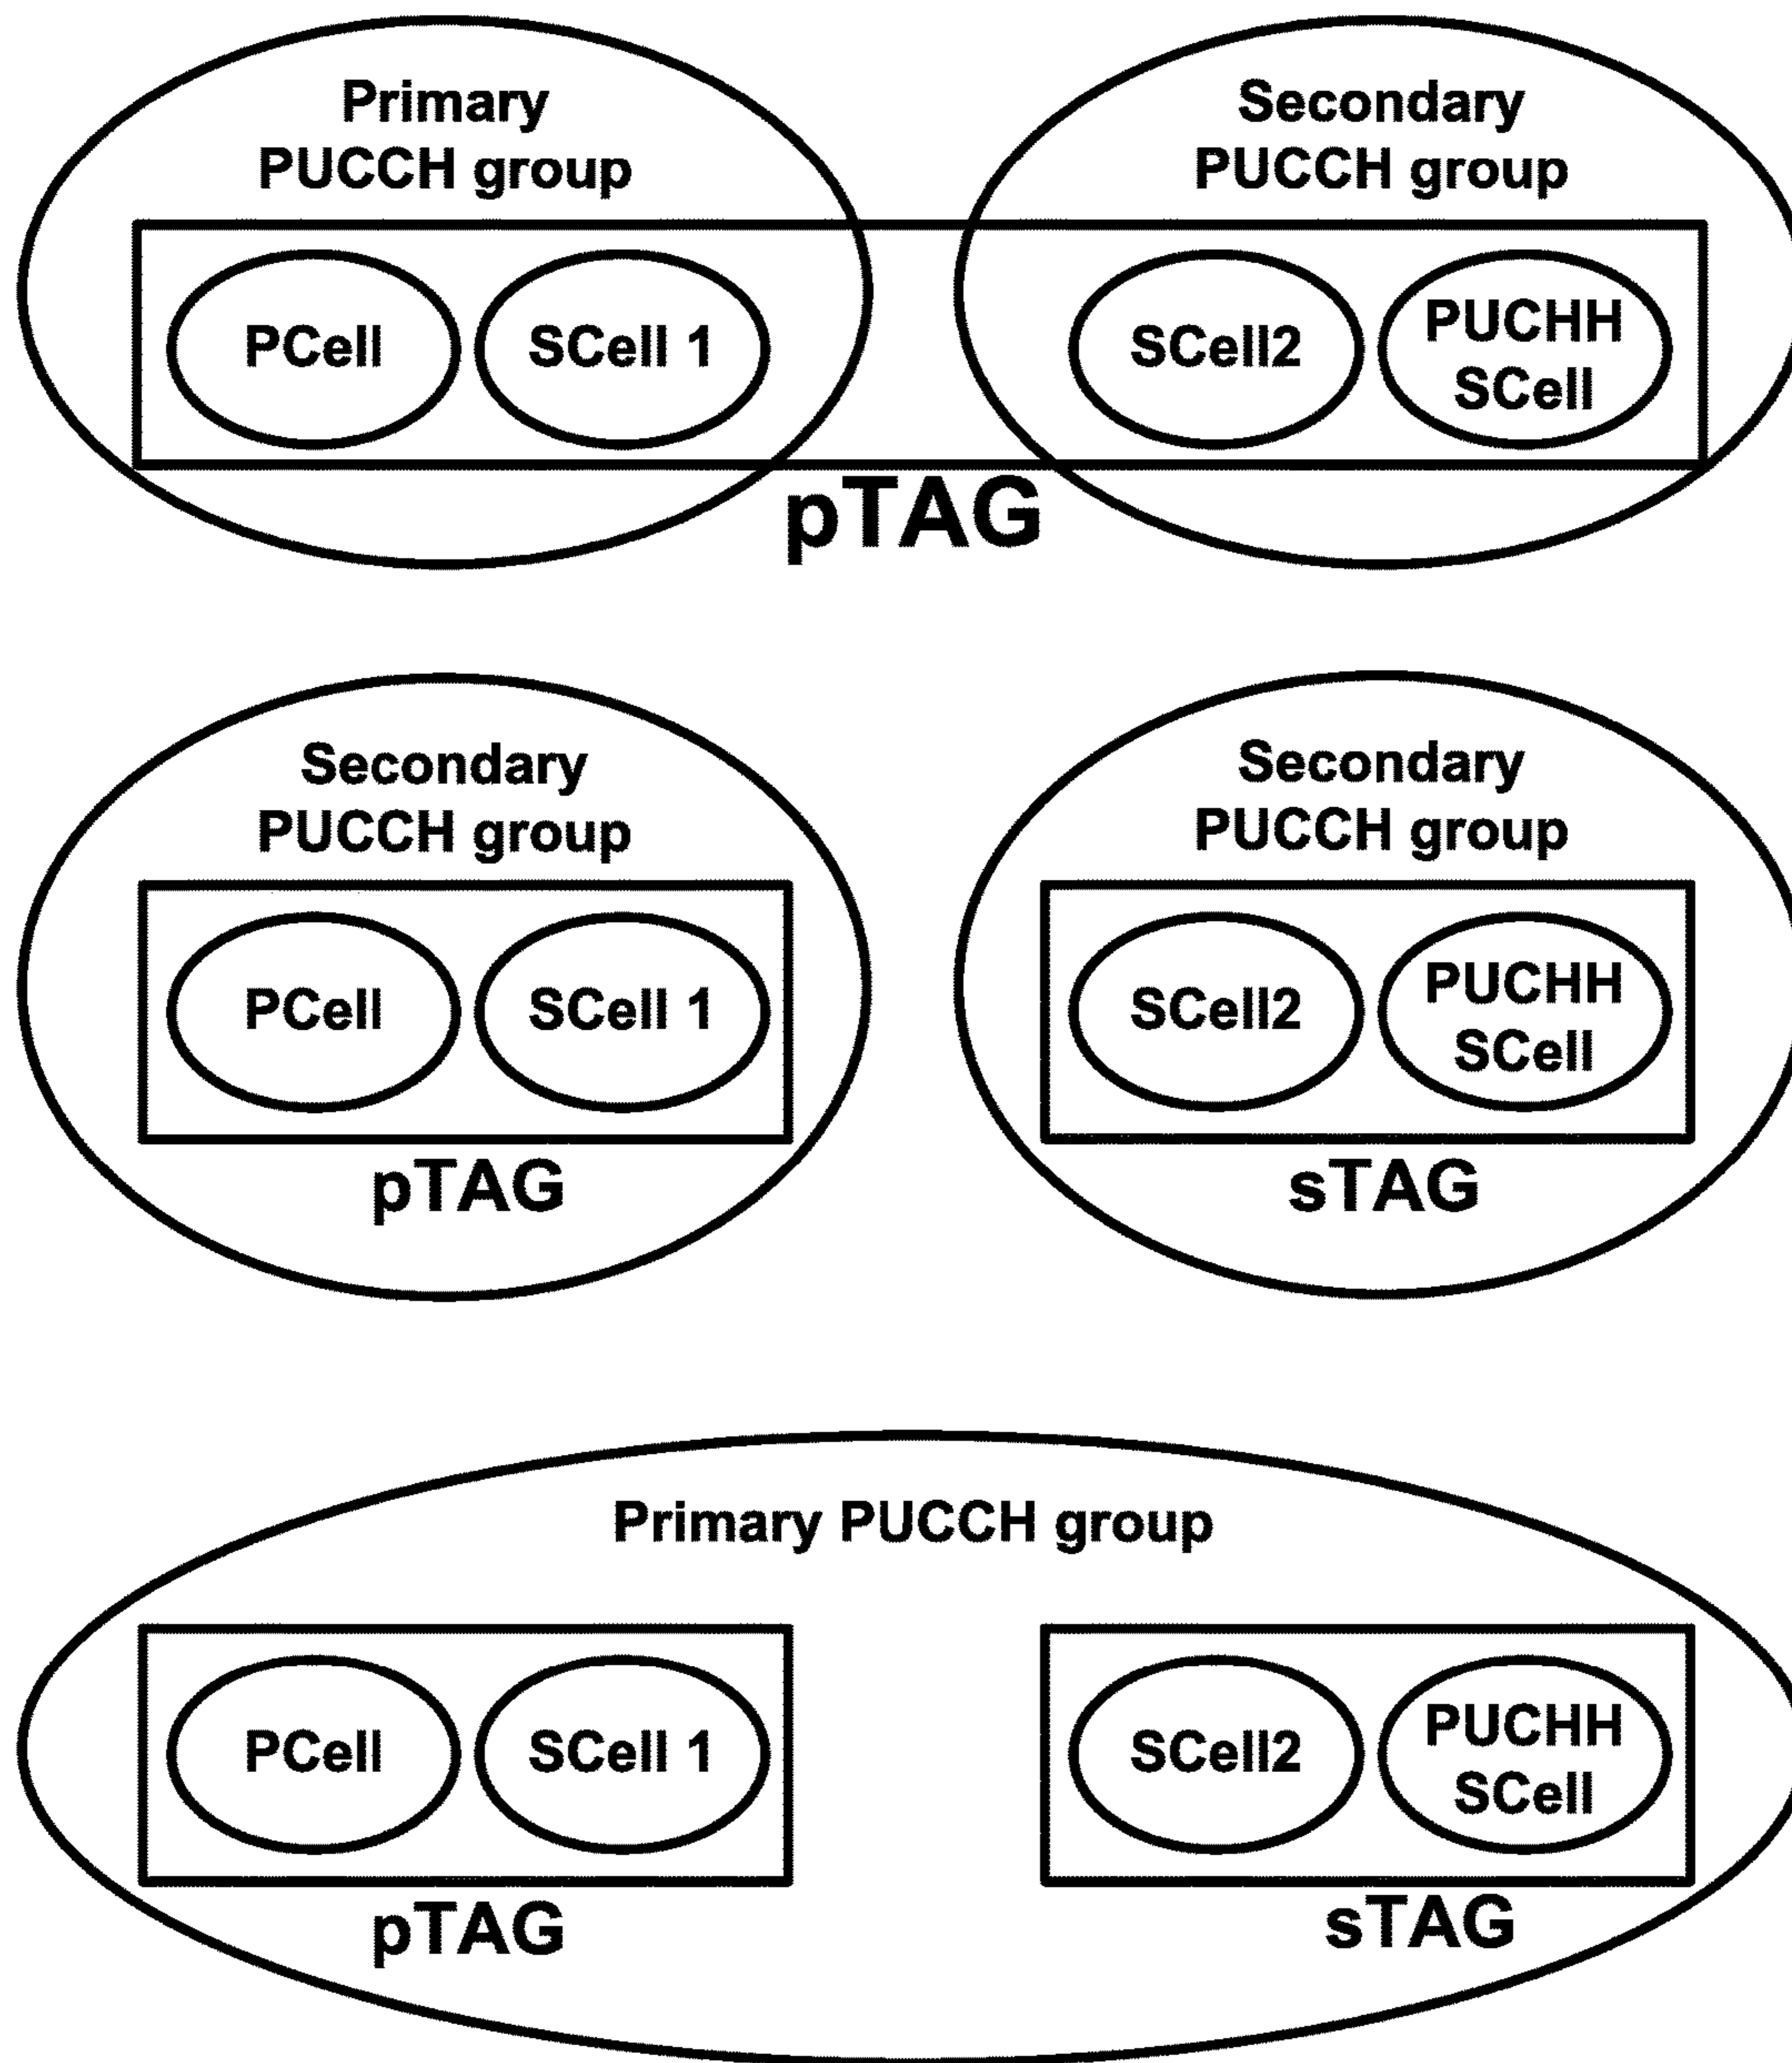 Primary
PUCCH group
Secondary
PUCCH group
PCell
SCell 1
SCell2
PUCHH
SCell
pTAG
Secondary
PUCCH group
Secondary
PUCCH group
PCell
SCell 1
SCell2
PUCHH
SCell
pTAG
sTAG
Primary PUCCH group
PCell
SCell 1
SCell2
PUCHH
SCell
pTAG
sTAG